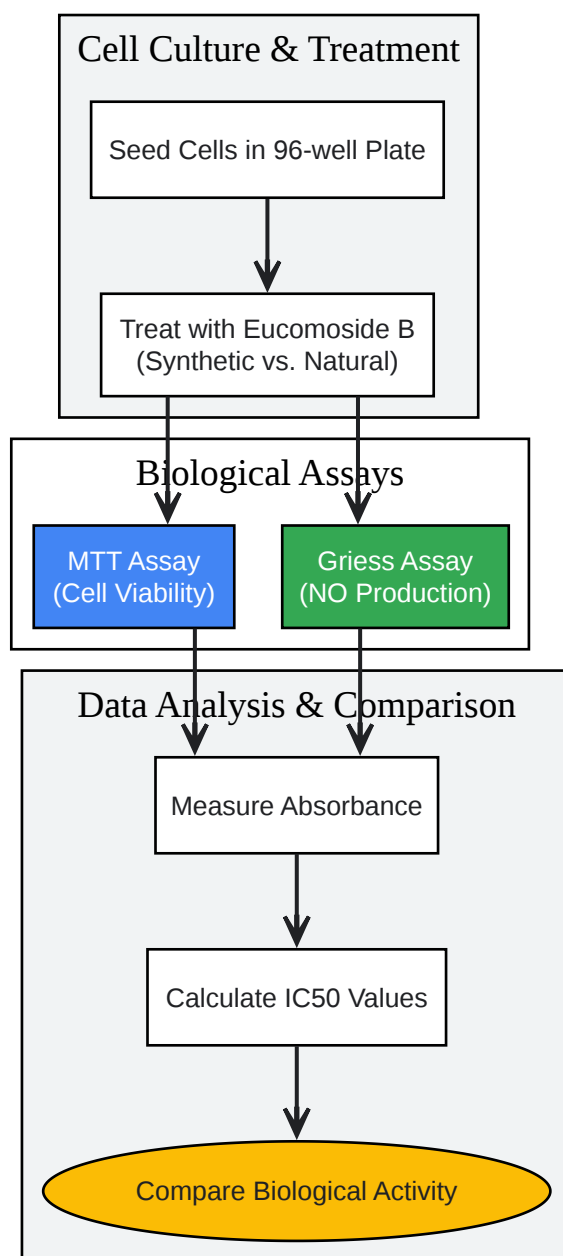 Cell Culture & Treatment
Seed Cells in 96-well Plate
Treat with Eucomoside B
(Synthetic vs. Natural)
Biological Assays
MTT Assay
(Cell Viability)
Griess Assay
(NO Production)
Data Analysis & Comparison
Measure Absorbance
Calculate IC50 Values
Compare Biological Activity